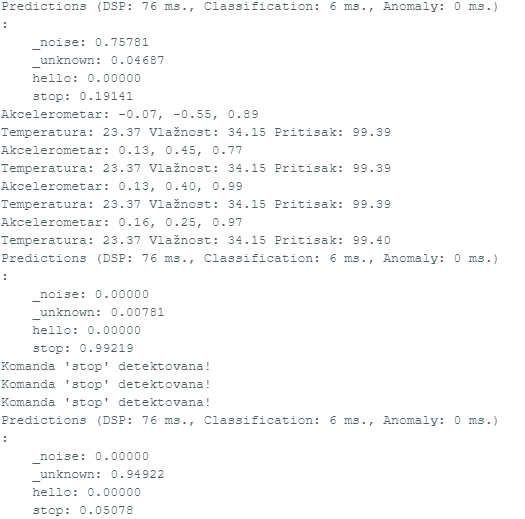 Predictions (DSP: 76 ms., Classification: 6 ms., Anomaly: 0 ms.)
:
    _noise: 0.75781
    _unknown: 0.04687
    hello: 0.00000
    stop: 0.19141
Akcelerometar: -0.07, -0.55, 0.89
Temperatura: 23.37 Vlažnost: 34.15 Pritisak: 99.39
Akcelerometar: 0.13, 0.45, 0.77
Temperatura: 23.37 Vlažnost: 34.15 Pritisak: 99.39
Akcelerometar: 0.13, 0.40, 0.99
Temperatura: 23.37 Vlažnost: 34.15 Pritisak: 99.39
Akcelerometar: 0.16, 0.25, 0.97
Temperatura: 23.37 Vlažnost: 34.15 Pritisak: 99.40
Predictions (DSP: 76 ms., Classification: 6 ms., Anomaly: 0 ms.)
:
    _noise: 0.00000
    _unknown: 0.00781
    hello: 0.00000
    stop: 0.99219
Komanda 'stop' detektovana!
Komanda 'stop' detektovana!
Komanda 'stop' detektovana!
Predictions (DSP: 76 ms., Classification: 6 ms., Anomaly: 0 ms.)
:
    _noise: 0.00000
    _unknown: 0.94922
    hello: 0.00000
    stop: 0.05078